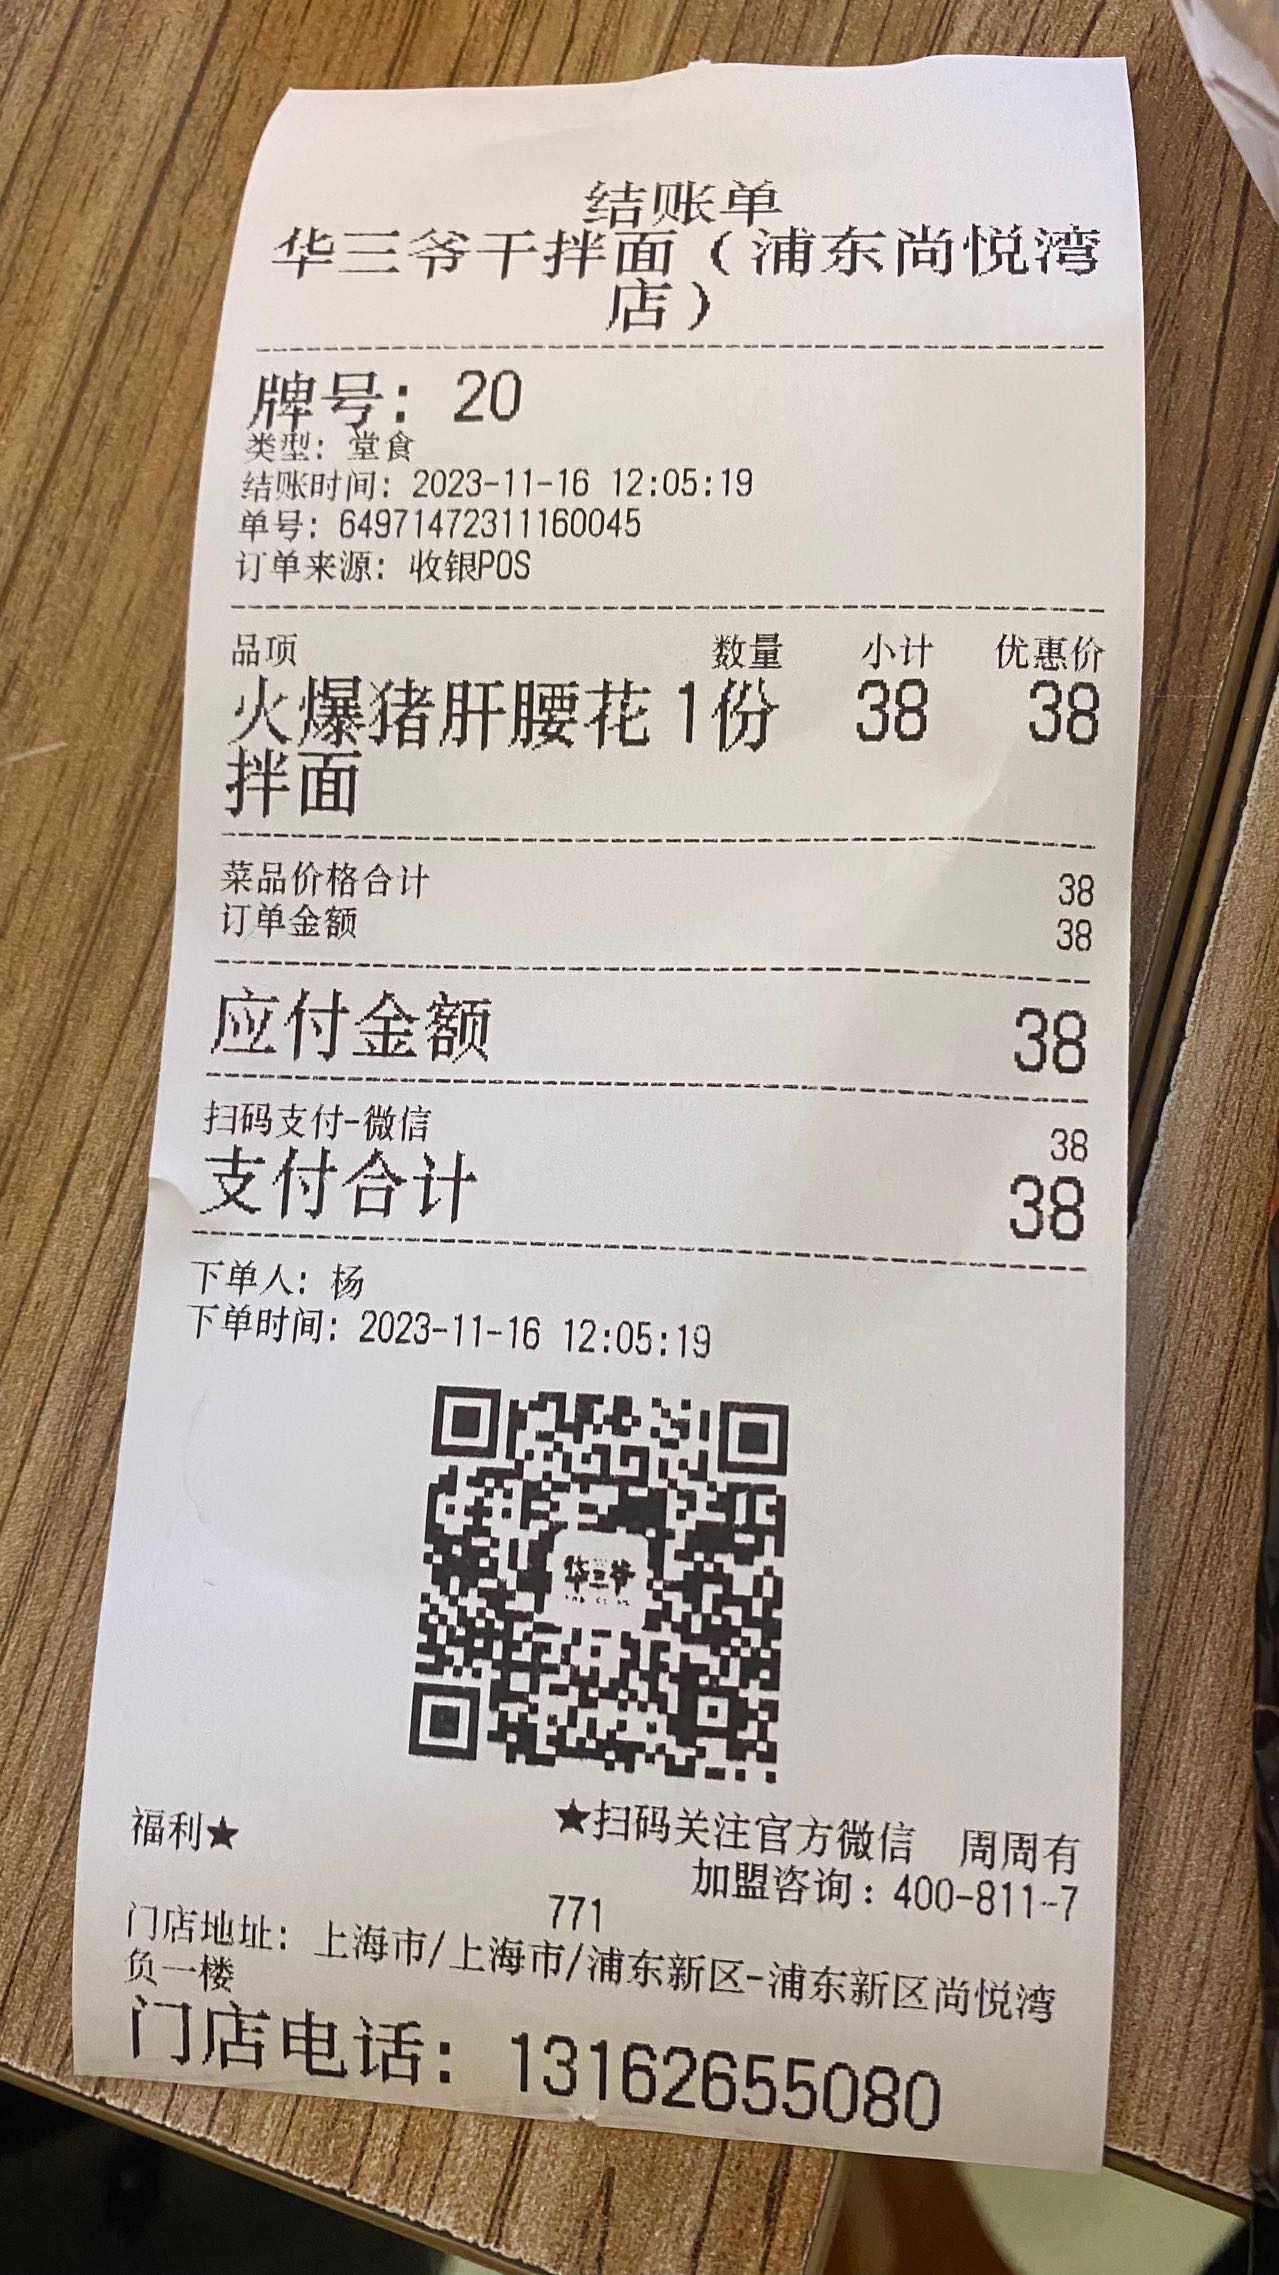 结账单
华三爷干拌面（浦东尚悦湾
店）
牌号：20
类型：堂食
结账时间：2023-11-16 12:05:19
单号：64971472311160045
订单来源：收银POS
品项 数量 小计 优惠价
火爆猪肝腰花 1份 38 38
拌面
菜品价格合计 38
订单金额 38
应付金额 38
扫码支付-微信 38
支付合计 38
下单人：杨
下单时间：2023-11-16 12:05:19
华三爷
★扫码关注官方微信 周周有
福利★
加盟咨询：400-811-7
771
门店地址：上海市/上海市/浦东新区-浦东新区尚悦湾
负一楼
门店电话：13162655080